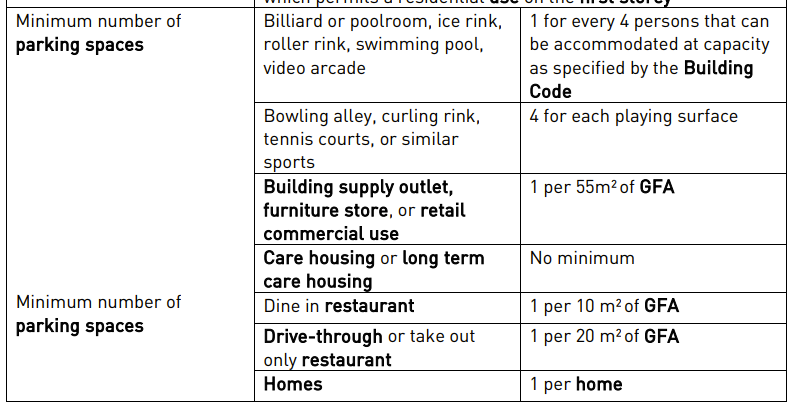 which permits a residential use on the first storey
Minimum number of
parking spaces
Billiard or poolroom, ice rink,
roller rink, swimming pool,
video arcade
1 for every 4 persons that can
be accommodated at capacity
as specified by the Building
Code
Bowling alley, curling rink,
tennis courts, or similar
sports
4 for each playing surface
Building supply outlet,
furniture store, or retail
commercial use
1 per 55m² of GFA
Care housing or long term
care housing
No minimum
Minimum number of
parking spaces
Dine in restaurant
1 per 10 m² of GFA
Drive-through or take out
only restaurant
1 per 20 m² of GFA
Homes
1 per home